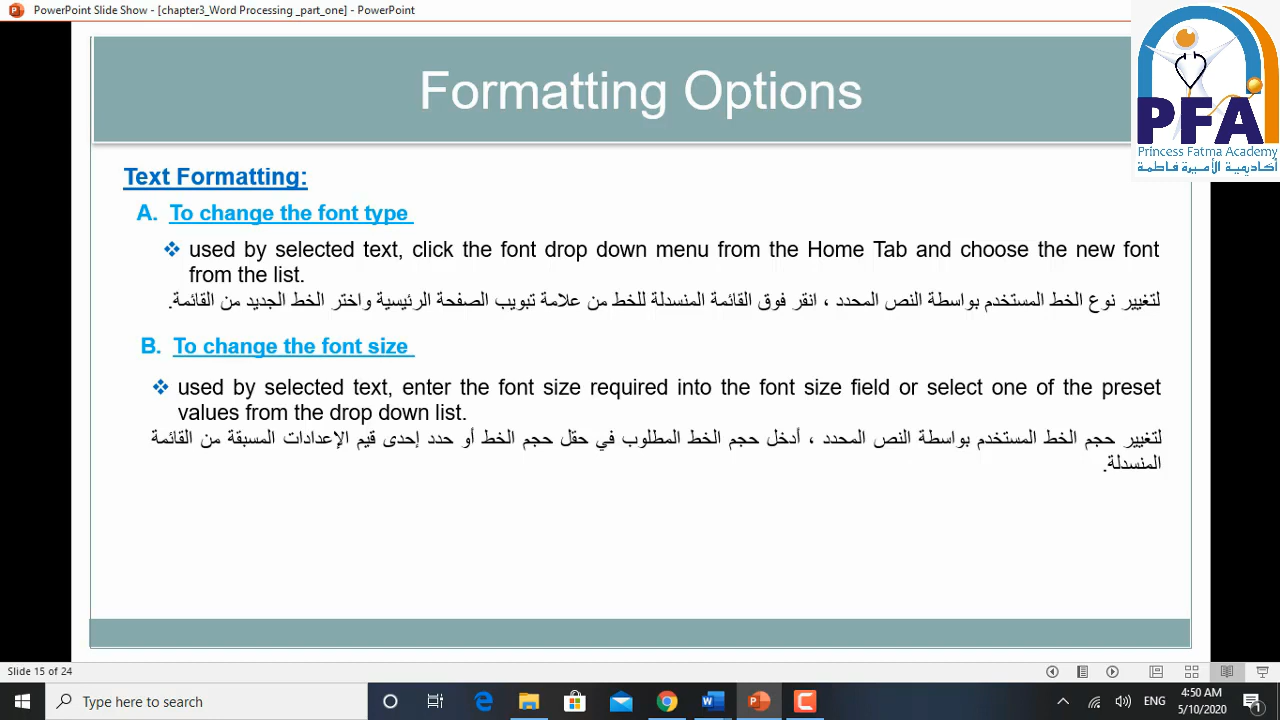 PowerPoint Slide Show - [chapter3_Word Processing _part_one] - PowerPoint
PFA
Princess Fatma Academy
أكاديمية الأميرة فاطمة
Formatting Options
Text Formatting:
A. To change the font type
❖ used by selected text, click the font drop down menu from the Home Tab and choose the new font
from the list.
لتغيير نوع الخط المستخدم بواسطة النص المحدد ، انقر فوق القائمة المنسدلة للخط من علامة تبويب الصفحة الرئيسية واختر الخط الجديد من القائمة.
B. To change the font size
❖ used by selected text, enter the font size required into the font size field or select one of the preset
values from the drop down list.
لتغيير حجم الخط المستخدم بواسطة النص المحدد ، أدخل حجم الخط المطلوب في حقل حجم الخط أو حدد إحدى قيم الإعدادات المسبقة من القائمة
المنسدلة.
Slide 15 of 24
Type here to search
ENG
4:50 AM
5/10/2020
1